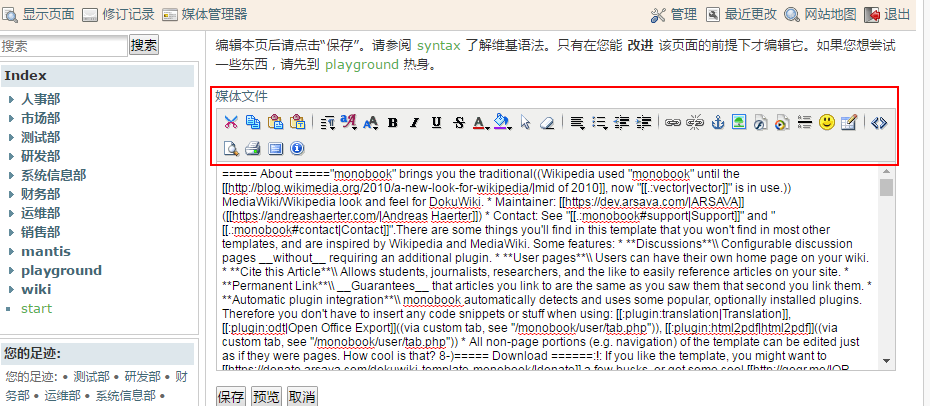 显示页面 修订记录 媒体管理器 管理 最近更改 网站地图 退出
搜索 搜索
Index
人事部
市场部
测试部
研发部
系统信息部
财务部
运维部
销售部
mantis
playground
wiki
start
您的足迹:
您的足迹: • 测试部 • 研发部 • 财
务部 • 运维部 • 系统信息部 •
编辑本页后请点击“保存”。请参阅 syntax 了解维基语法。只有在您能 改进 该页面的前提下才编辑它。如果您想尝试
一些东西，请先到 playground 热身。
媒体文件
===== About ====="monobook" brings you the traditional((Wikipedia used "monobook" until the
[[http://blog.wikimedia.org/2010/a-new-look-for-wikipedia/|mid of 2010]], now "[[.:vector|vector]]" is in use.))
MediaWiki/Wikipedia look and feel for DokuWiki. * Maintainer: [[https://dev.arsava.com/|ARSAVA]]
([[https://andreashaerter.com/|Andreas Haerter]]) * Contact: See "[[.:monobook#support|Support]]" and "
[[.:monobook#contact|Contact]]".There are some things you'll find in this template that you won't find in most other
templates, and are inspired by Wikipedia and MediaWiki. Some features: * **Discussions**\\ Configurable discussion
pages __without__ requiring an additional plugin. * **User pages**\\ Users can have their own home page on your wiki.
* **Cite this Article**\\ Allows students, journalists, researchers, and the like to easily reference articles on your site. *
**Permanent Link**\\ __Guarantees__ that articles you link to are the same as you saw them that second you link them. *
**Automatic plugin integration**\\ monobook automatically detects and uses some popular, optionally installed plugins.
Therefore you don't have to insert any code snippets or stuff when using: [[:plugin:translation|Translation]],
[[:plugin:odt|Open Office Export]]((via custom tab, see "/monobook/user/tab.php")), [[:plugin:html2pdf|html2pdf]]((via
custom tab, see "/monobook/user/tab.php")) * All non-page portions (e.g. navigation) of the template can be edited just
as if they were pages. How cool is that? 8-)===== Download ======:!: If you like the template, you might want to
[[https://donate.arsava.com/dokuwiki-template-monobook/|donate]] a few bucks, or get some cool [[http://goqr.me/|QR
保存 预览 取消